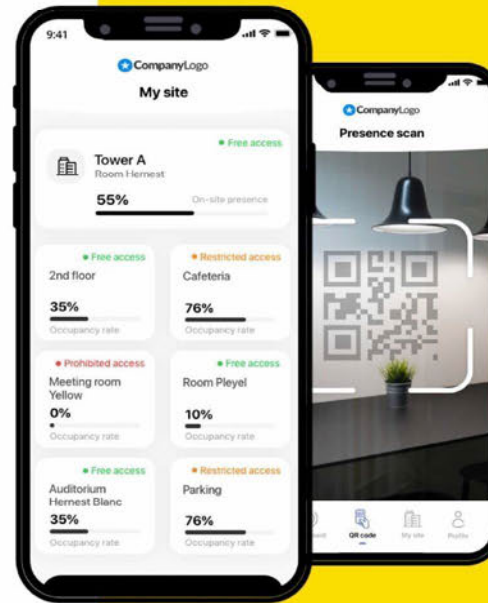 9:41
CompanyLogo
My site
Free access
Tower A
Room Hernest
55%
On-site presence
Free access
2nd floor
35%
Occupancy rate
Restricted access
Cafeteria
76%
Occupancy rate
Prohibited access
Meeting room
Yellow
0%
Occupancy rate
Free access
Room Pleyel
10%
Occupancy rate
Free access
Auditorium
Hernest Blanc
35%
Occupancy rate
Restricted access
Parking
76%
Occupancy rate
CompanyLogo
Presence scan
QR code
My site
Profile